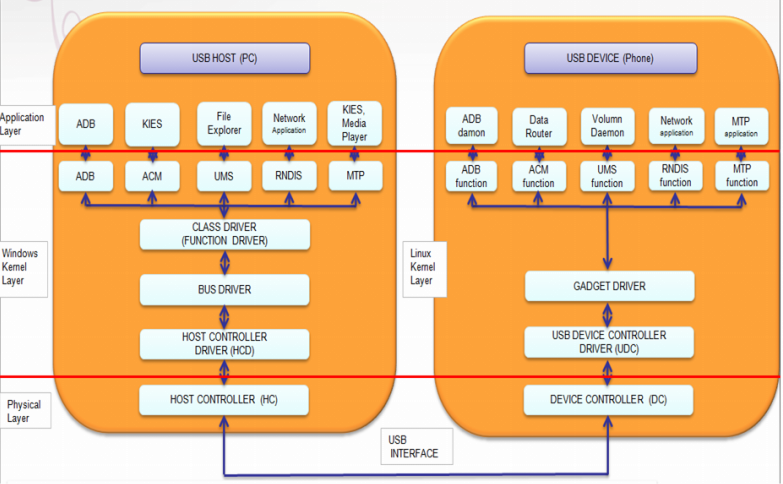 USB HOST (PC)
USB DEVICE (Phone)
Application
Layer
ADB
KIES
File
Explorer
Network
Application
KIES,
Media
Player
ADB
damon
Data
Router
Volumn
Daemon
Network
application
MTP
application
ADB
ACM
UMS
RNDIS
MTP
ADB
function
ACM
function
UMS
function
RNDIS
function
MTP
function
Windows
Kernel
Layer
CLASS DRIVER
(FUNCTION DRIVER)
BUS DRIVER
HOST CONTROLLER
DRIVER (HCD)
Linux
Kernel
Layer
GADGET DRIVER
USB DEVICE CONTROLLER
DRIVER (UDC)
Physical
Layer
HOST CONTROLLER (HC)
DEVICE CONTROLLER (DC)
USB
INTERFACE